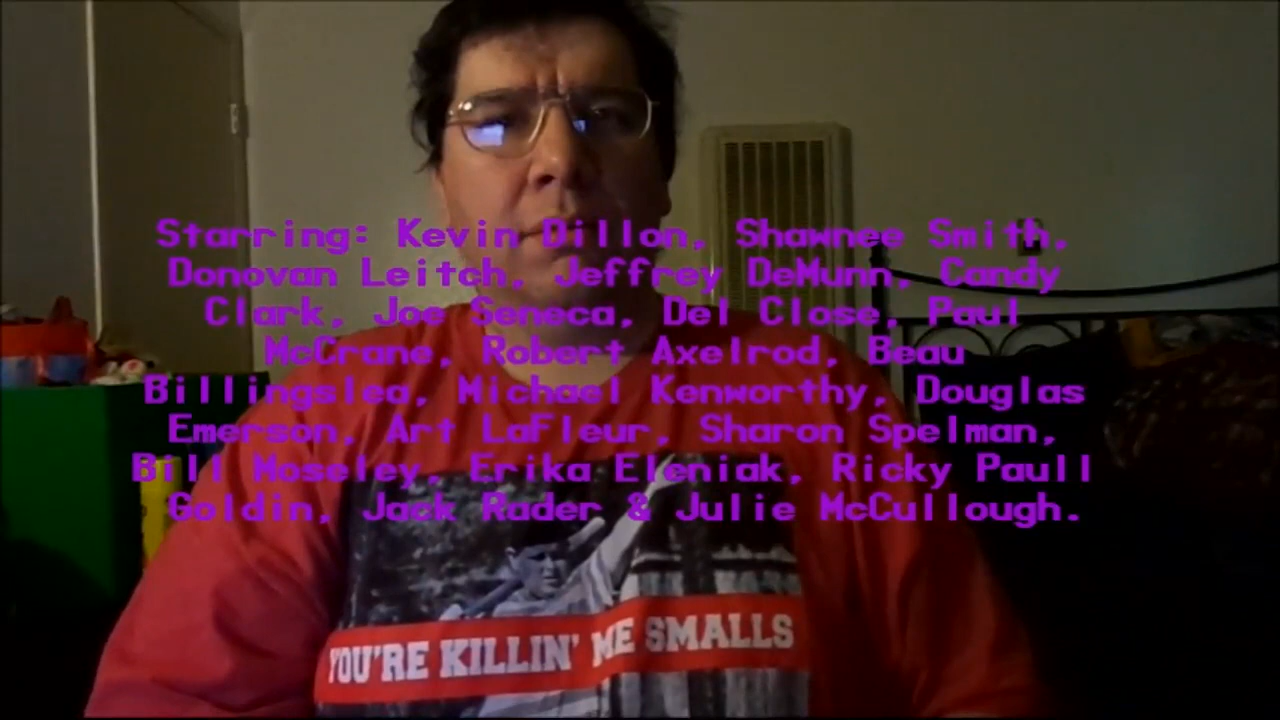 Starring: Kevin Dillon, Shawnee Smith,
Donovan Leitch, Jeffrey DeMunn, Candy
Clark, Joe Seneca, Del Close, Paul
McCrane, Robert Axelrod, Beau
Billingslea, Michael Kenworthy, Douglas
Emerson, Art LaFleur, Sharon Spelman,
Bill Moseley, Erika Eleniak, Ricky Paull
Goldin, Jack Rader & Julie McCullough.
YOU'RE KILLIN' ME SMALLS